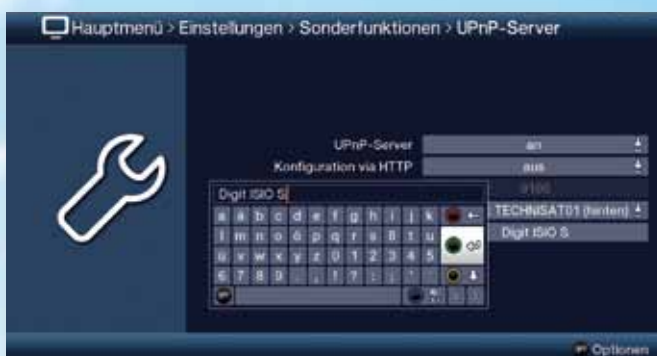 Hauptmenü > Einstellungen > Sonderfunktionen > UPnP-Server
UPnP-Server an
Konfiguration via HTTP aus
TECHNISAT01 (hinten)
Digit ISIO S
Digit ISIO S
a ä b c d e f g h i j k
l m n o ö p q r s ß t u
ü v w x y z 0 1 2 3 4 5
6 7 8 9 . , ! ? : ;
Optionen